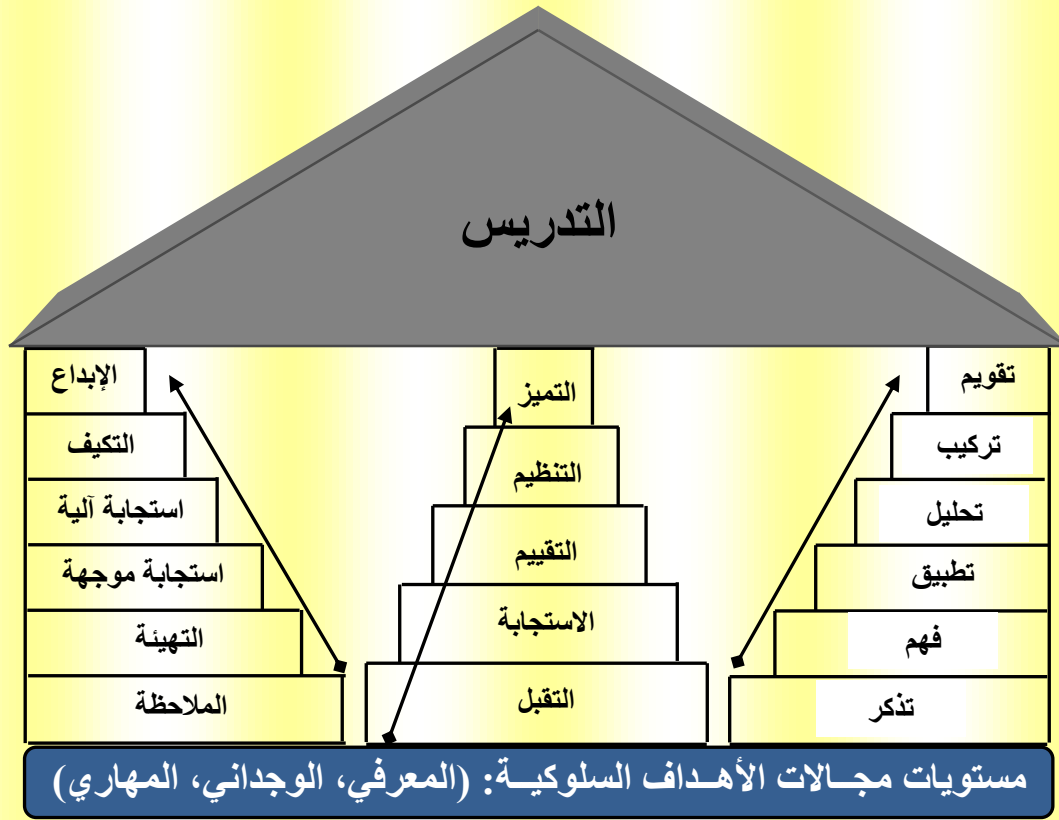 التدريس
تقويم
تركيب
تحليل
تطبيق
فهم
تذكر
التميز
التنظيم
التقييم
الاستجابة
التقبل
الإبداع
التكيف
استجابة آلية
استجابة موجهة
التهيئة
الملاحظة
مستويات مجــالات الأهـداف السلوكيــة: (المعرفي، الوجداني، المهاري)